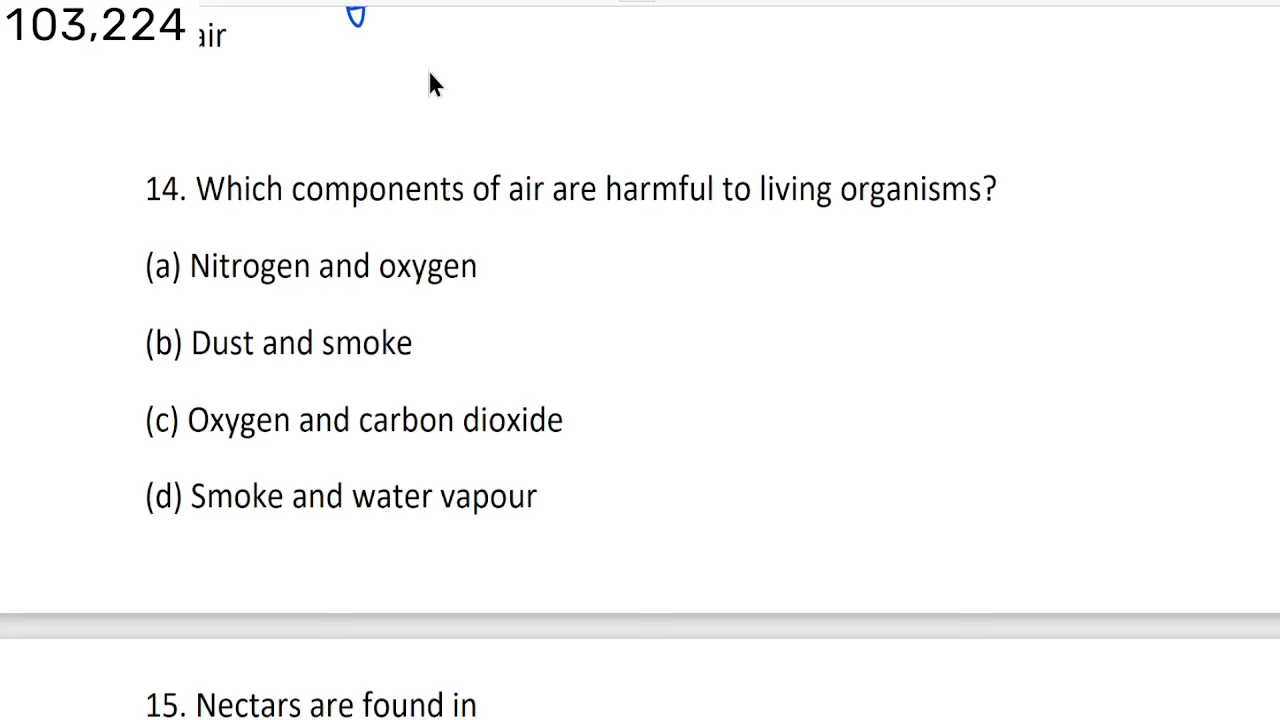 103,224
air
14. Which components of air are harmful to living organisms?
(a) Nitrogen and oxygen
(b) Dust and smoke
(c) Oxygen and carbon dioxide
(d) Smoke and water vapour
15. Nectars are found in